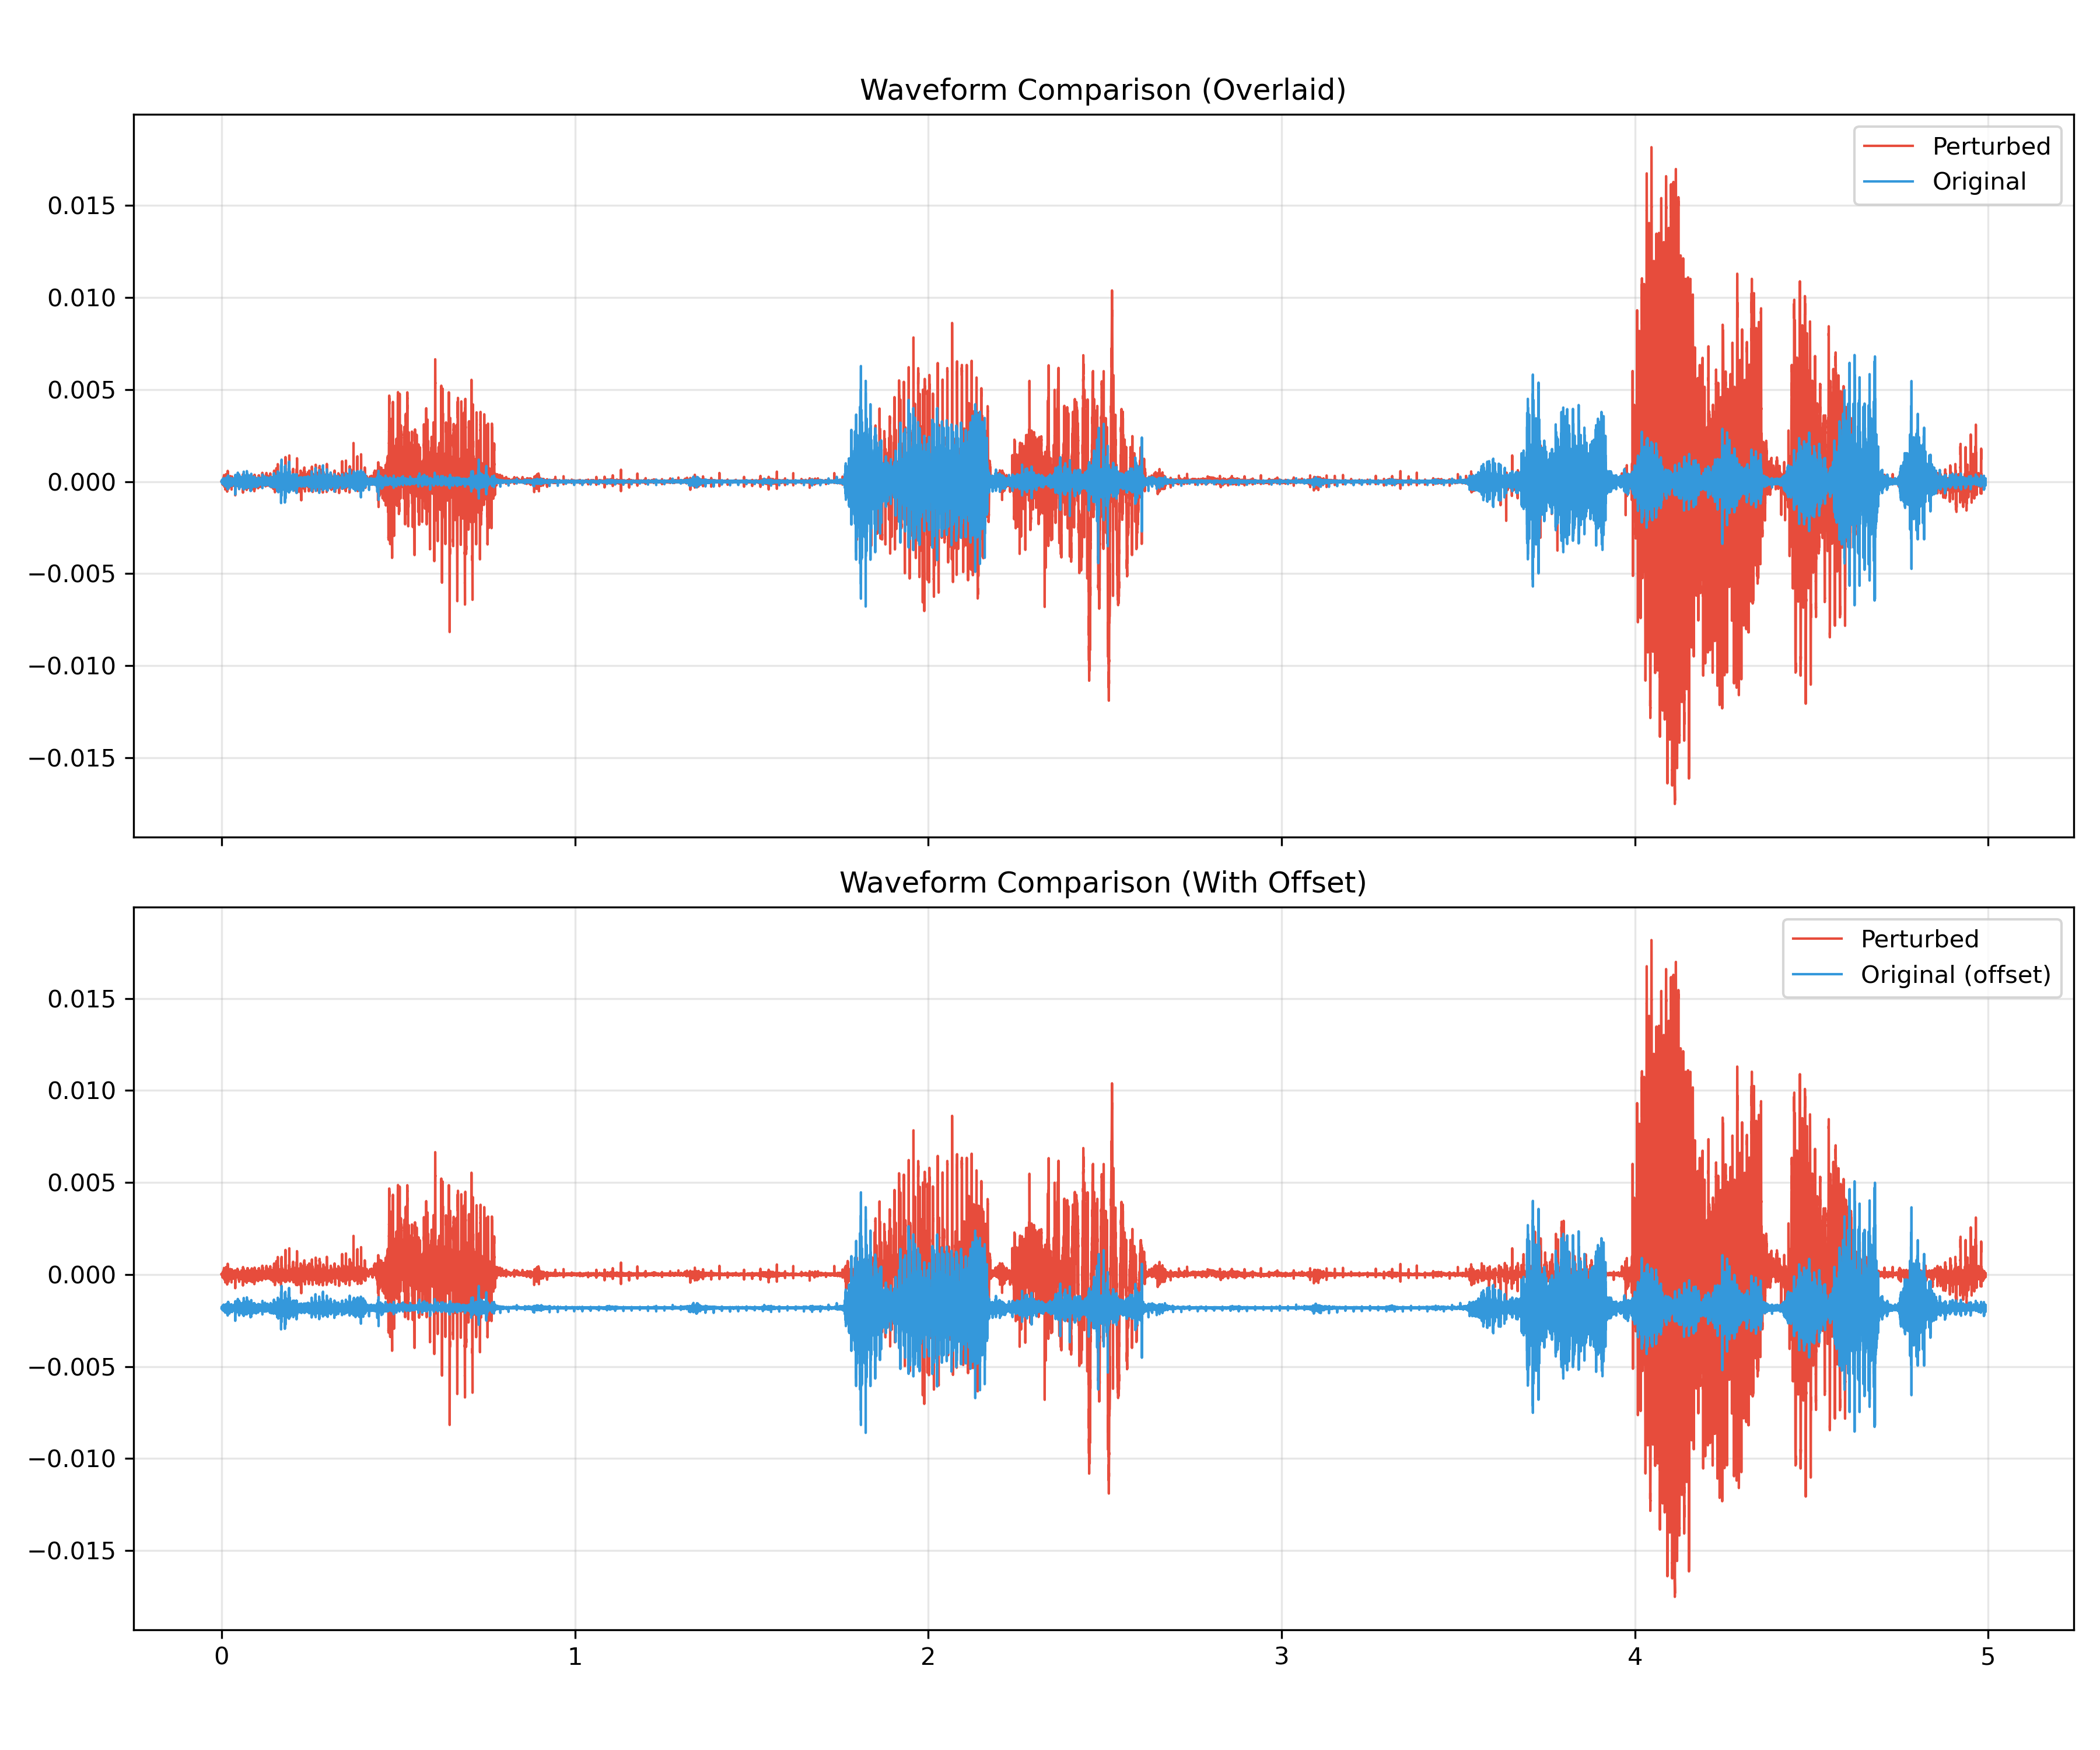 Waveform Comparison (Overlaid)
Perturbed
Original
0.015
0.010
0.005
0.000
−0.005
−0.010
−0.015
Waveform Comparison (With Offset)
Perturbed
Original (offset)
0.015
0.010
0.005
0.000
−0.005
−0.010
−0.015
0 1 2 3 4 5